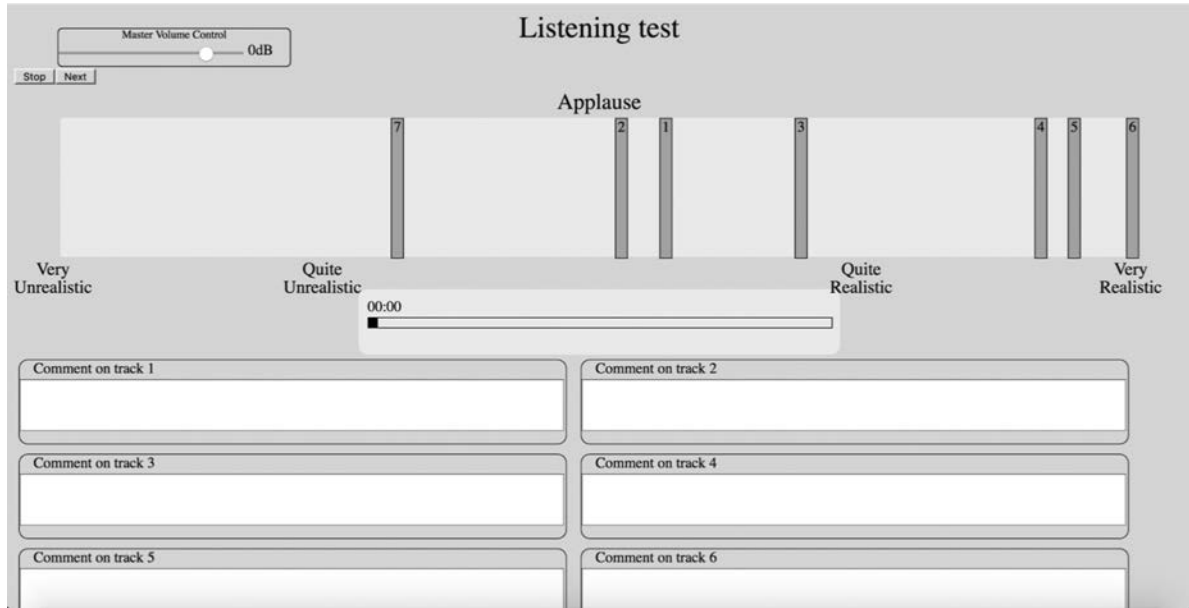 Listening test
Master Volume Control
0dB
Stop Next
Applause
7 2 1 3 4 5 6
Very Unrealistic
Quite Unrealistic
Quite Realistic
Very Realistic
00:00
Comment on track 1
Comment on track 2
Comment on track 3
Comment on track 4
Comment on track 5
Comment on track 6